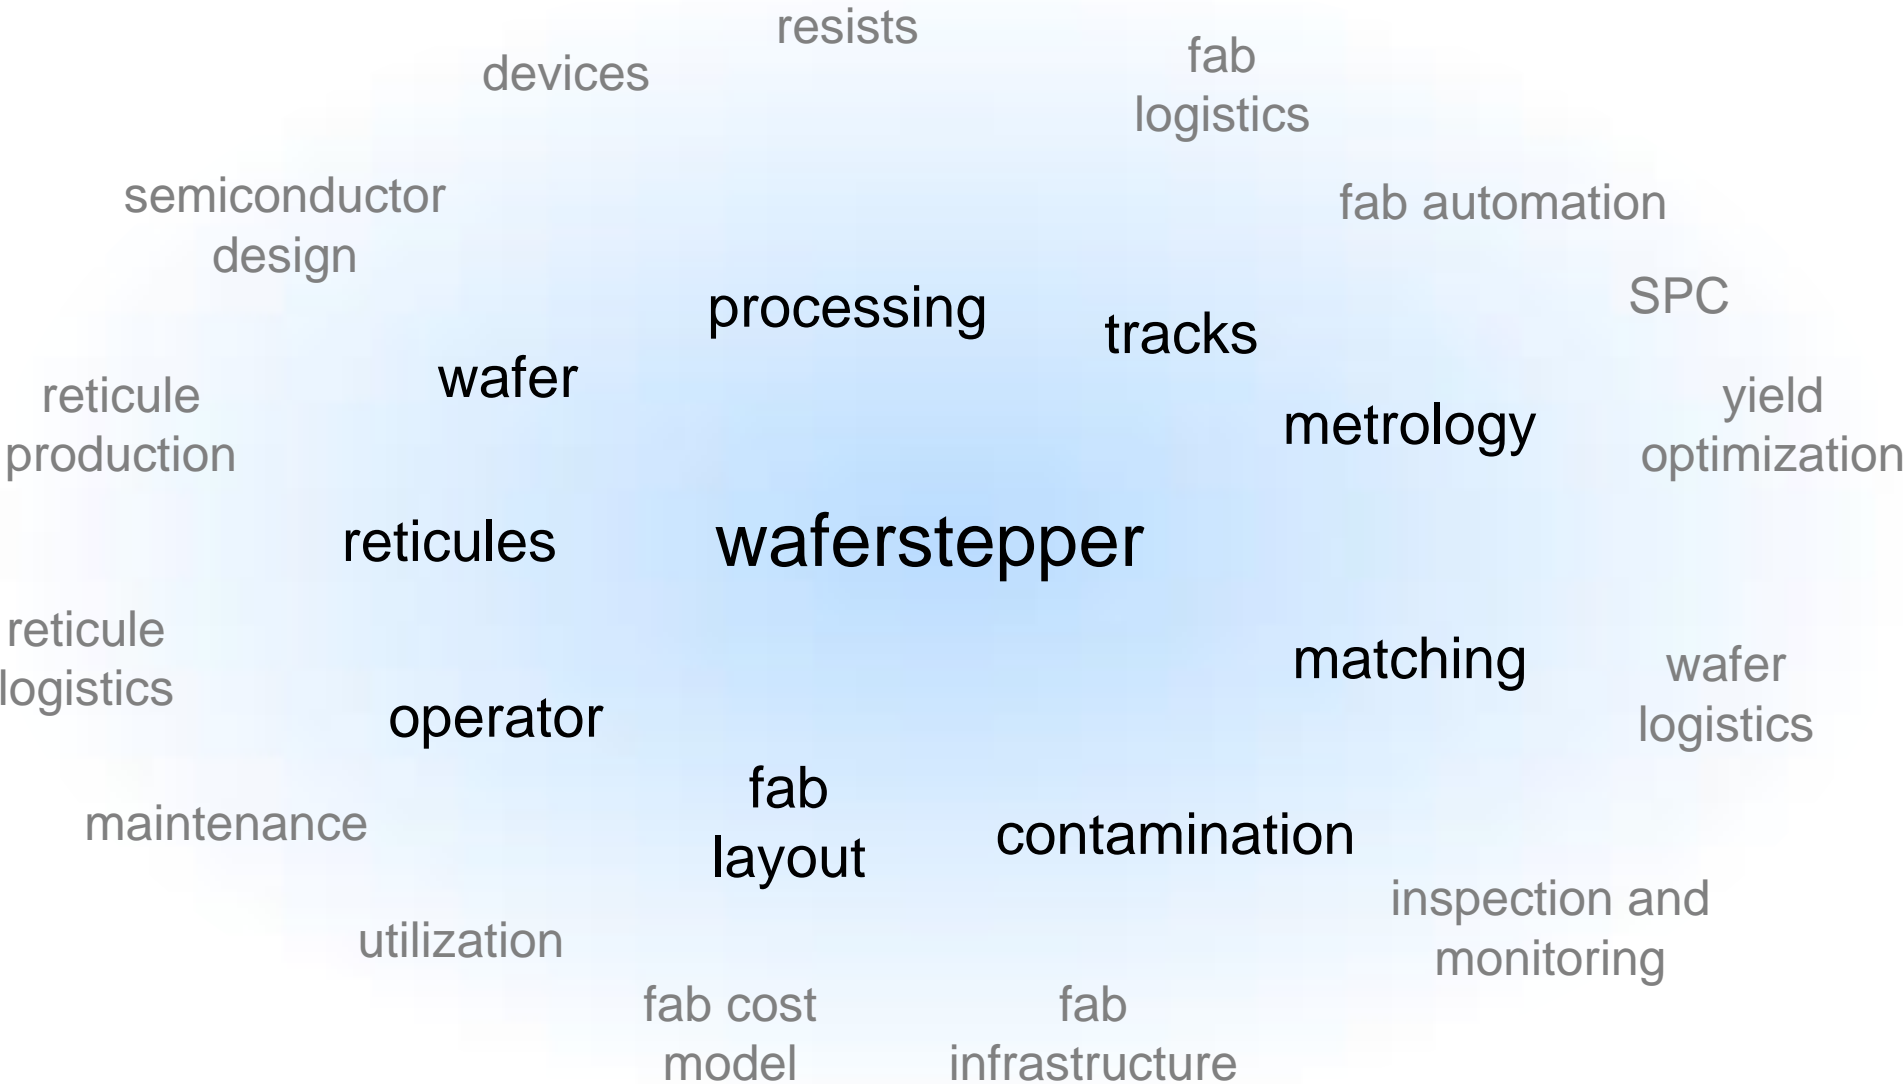 resists
devices
fab
logistics
semiconductor
design
fab automation
SPC
processing
tracks
wafer
metrology
reticule
production
yield
optimization
reticules
waferstepper
reticule
logistics
matching
wafer
logistics
operator
fab
layout
maintenance
contamination
inspection and
monitoring
utilization
fab cost
model
fab
infrastructure